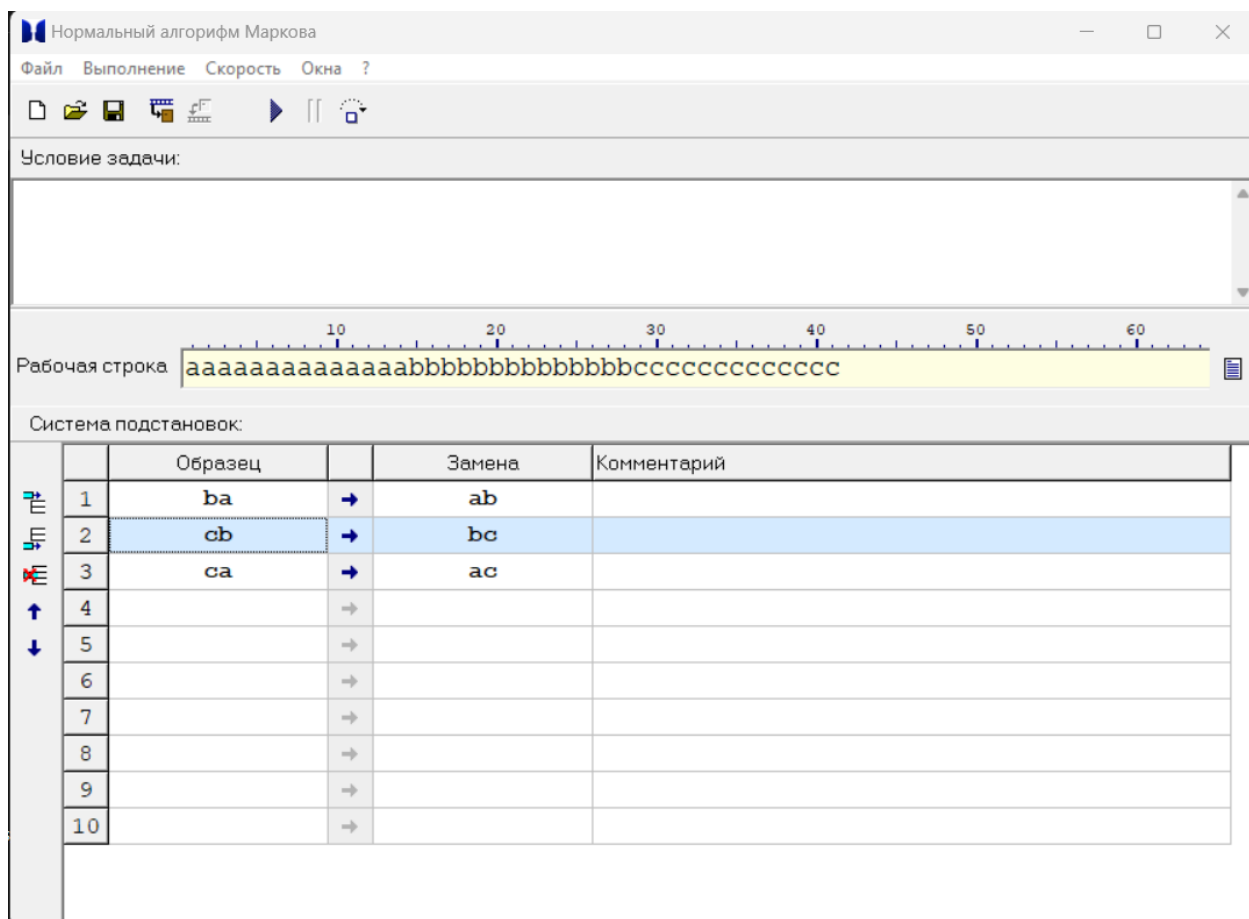 Нормальный алгорифм Маркова
Файл Выполнение Скорость Окна ?
Условие задачи:
10 20 30 40 50 60
Рабочая строка aaaaaaaaaaaaaabbbbbbbbbbbbbbccccccccccccc
Система подстановок:
Образец Замена Комментарий
1 ba → ab
2 cb → bc
3 ca → ac
4 →
5 →
6 →
7 →
8 →
9 →
10 →